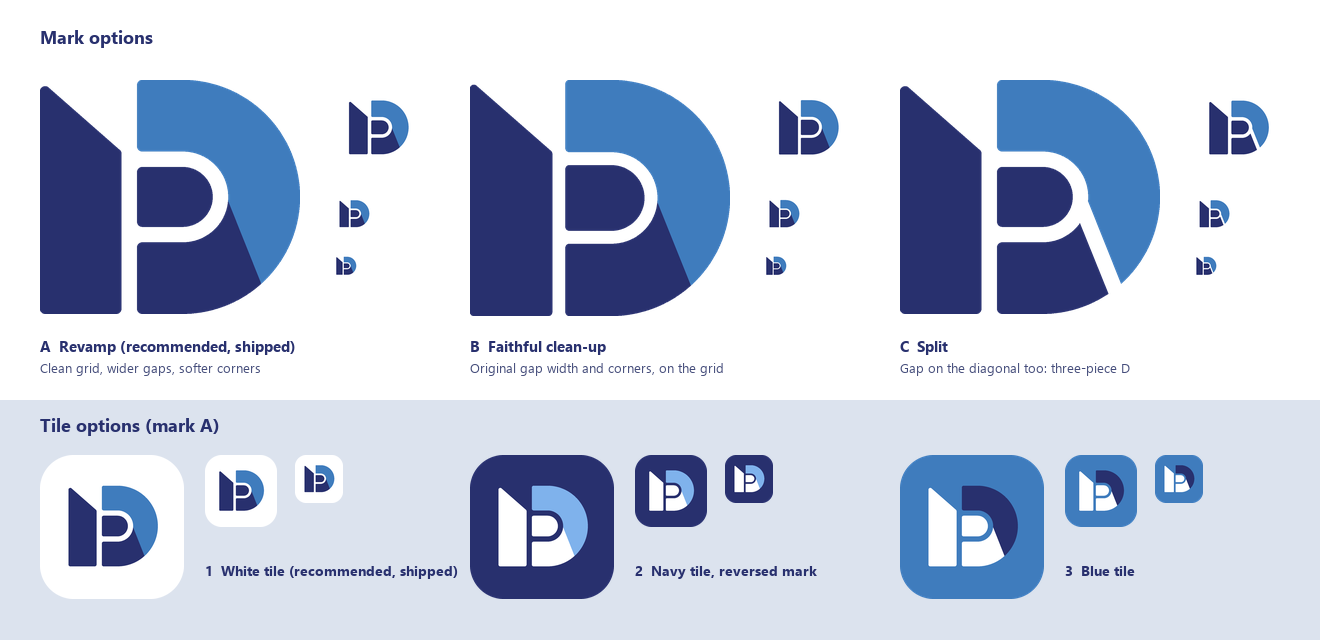 Mark options
A Revamp (recommended, shipped)
Clean grid, wider gaps, softer corners
B Faithful clean-up
Original gap width and corners, on the grid
C Split
Gap on the diagonal too: three-piece D
Tile options (mark A)
1 White tile (recommended, shipped)
2 Navy tile, reversed mark
3 Blue tile